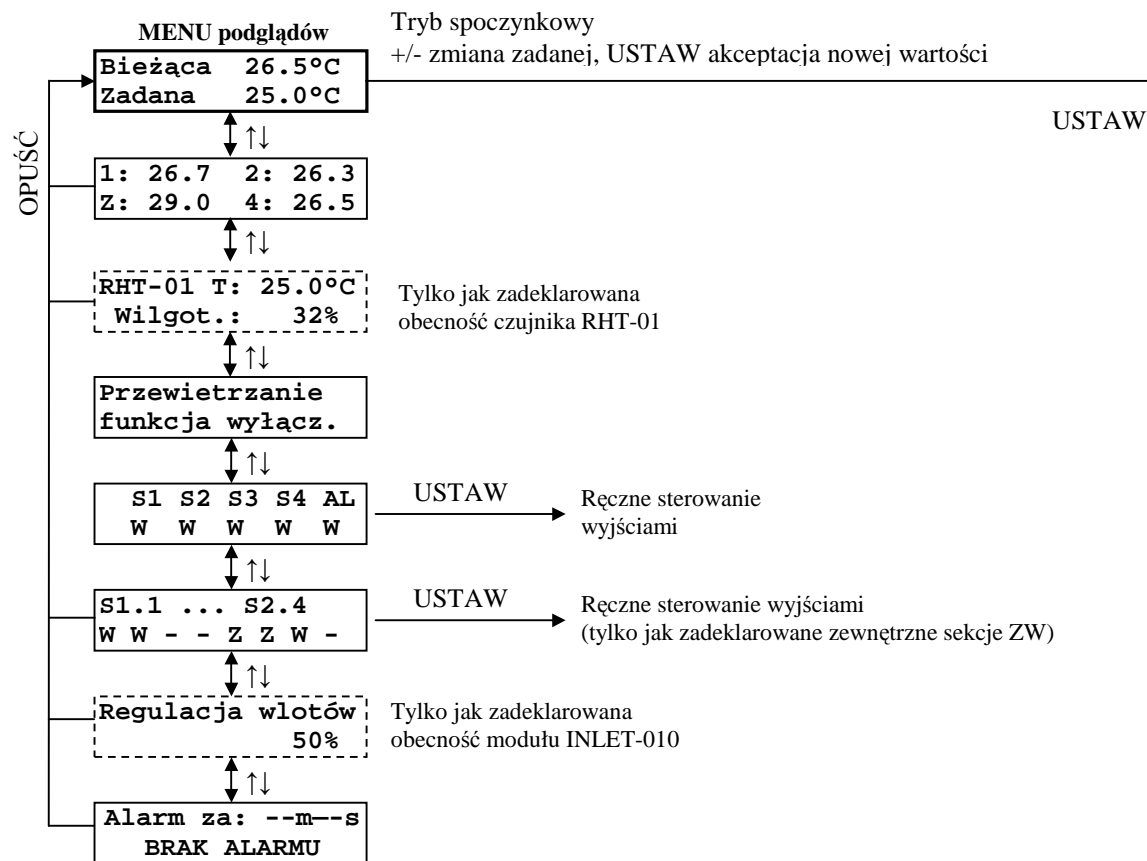 MENU podglądów
Tryb spoczynkowy
+/- zmiana zadanej, USTAW akceptacja nowej wartości
Bieżąca 26.5°C
Zadana 25.0°C
USTAW
OPUŚĆ
↑↓
1: 26.7 2: 26.3
Z: 29.0 4: 26.5
↑↓
RHT-01 T: 25.0°C
Wilgot.: 32%
Tylko jak zadeklarowana
obecność czujnika RHT-01
↑↓
Przewietrzanie
funkcja wyłącz.
↑↓
S1 S2 S3 S4 AL
W W W W W
USTAW
Ręczne sterowanie
wyjściami
↑↓
S1.1 ... S2.4
W W - - Z Z W -
USTAW
Ręczne sterowanie wyjściami
(tylko jak zadeklarowane zewnętrzne sekcje ZW)
↑↓
Regulacja wlotów
50%
Tylko jak zadeklarowana
obecność modułu INLET-010
↑↓
Alarm za: --m--s
BRAK ALARMU